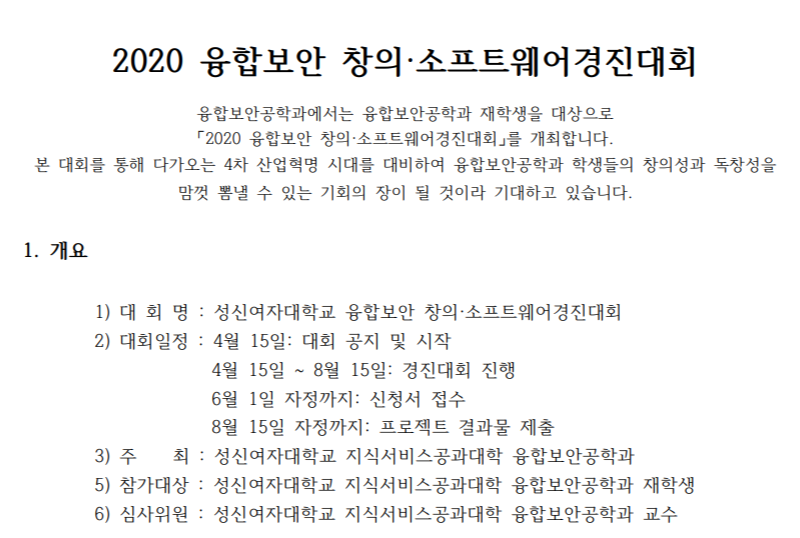 2020 융합보안 창의·소프트웨어경진대회
융합보안공학과에서는 융합보안공학과 재학생을 대상으로
「2020 융합보안 창의·소프트웨어경진대회」를 개최합니다.
본 대회를 통해 다가오는 4차 산업혁명 시대를 대비하여 융합보안공학과 학생들의 창의성과 독창성을
맘껏 뽐낼 수 있는 기회의 장이 될 것이라 기대하고 있습니다.
1. 개요
1) 대 회 명 : 성신여자대학교 융합보안 창의·소프트웨어경진대회
2) 대회일정 : 4월 15일: 대회 공지 및 시작
4월 15일 ~ 8월 15일: 경진대회 진행
6월 1일 자정까지: 신청서 접수
8월 15일 자정까지: 프로젝트 결과물 제출
3) 주 최 : 성신여자대학교 지식서비스공과대학 융합보안공학과
5) 참가대상 : 성신여자대학교 지식서비스공과대학 융합보안공학과 재학생
6) 심사위원 : 성신여자대학교 지식서비스공과대학 융합보안공학과 교수